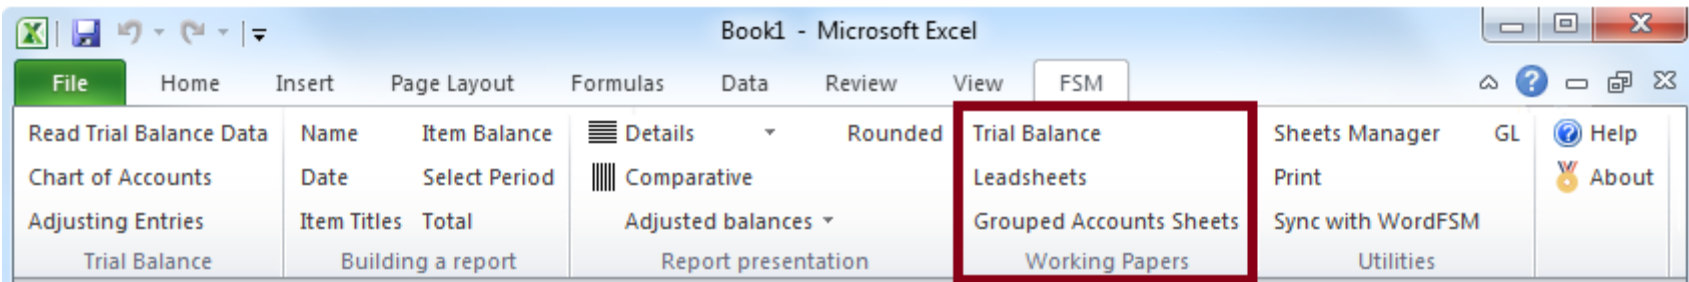 Book1 - Microsoft Excel
File Home Insert Page Layout Formulas Data Review View FSM
Read Trial Balance Data Name Item Balance Details Rounded Trial Balance Sheets Manager GL Help
Chart of Accounts Date Select Period Comparative Leadsheets Print About
Adjusting Entries Item Titles Total Adjusted balances Grouped Accounts Sheets Sync with WordFSM
Trial Balance Building a report Report presentation Working Papers Utilities